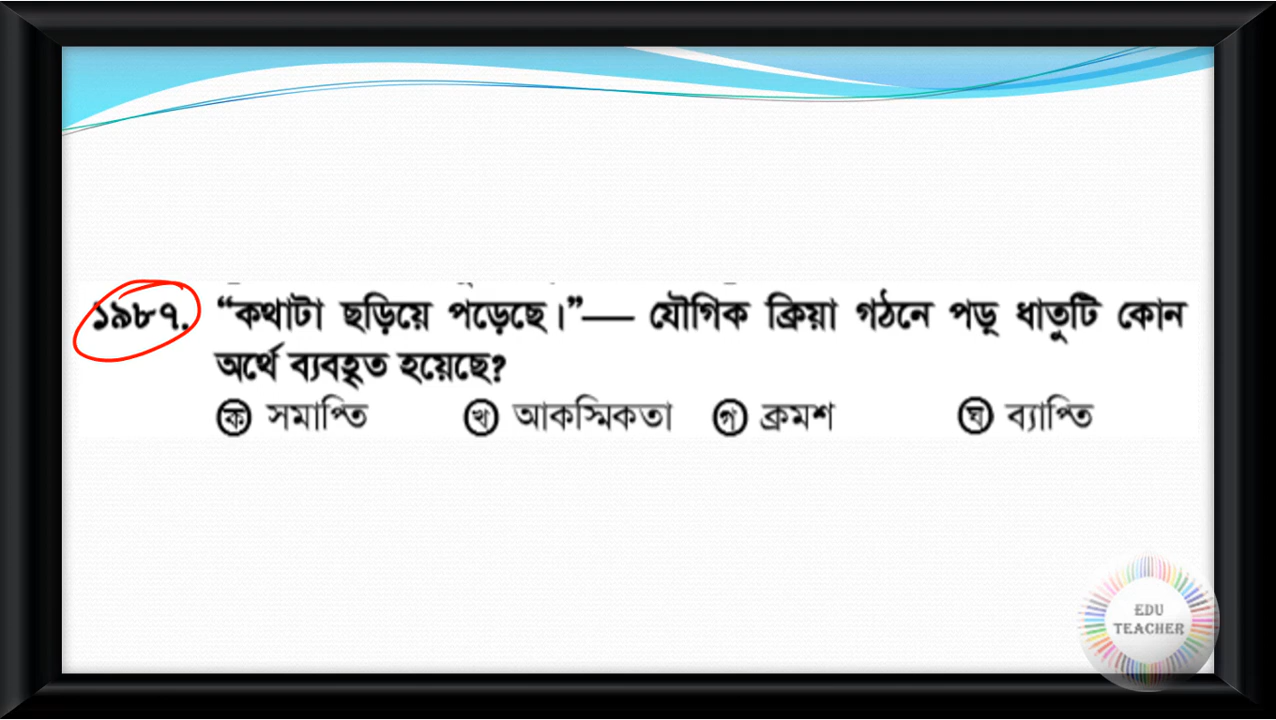 ১৯৮৭. “কথাটা ছড়িয়ে পড়েছে।”— যৌগিক ক্রিয়া গঠনে পড়্ ধাতুটি কোন
অর্থে ব্যবহৃত হয়েছে?
ক সমাপ্তি খ আকস্মিকতা গ ক্রমশ ঘ ব্যাপ্তি
EDU
TEACHER